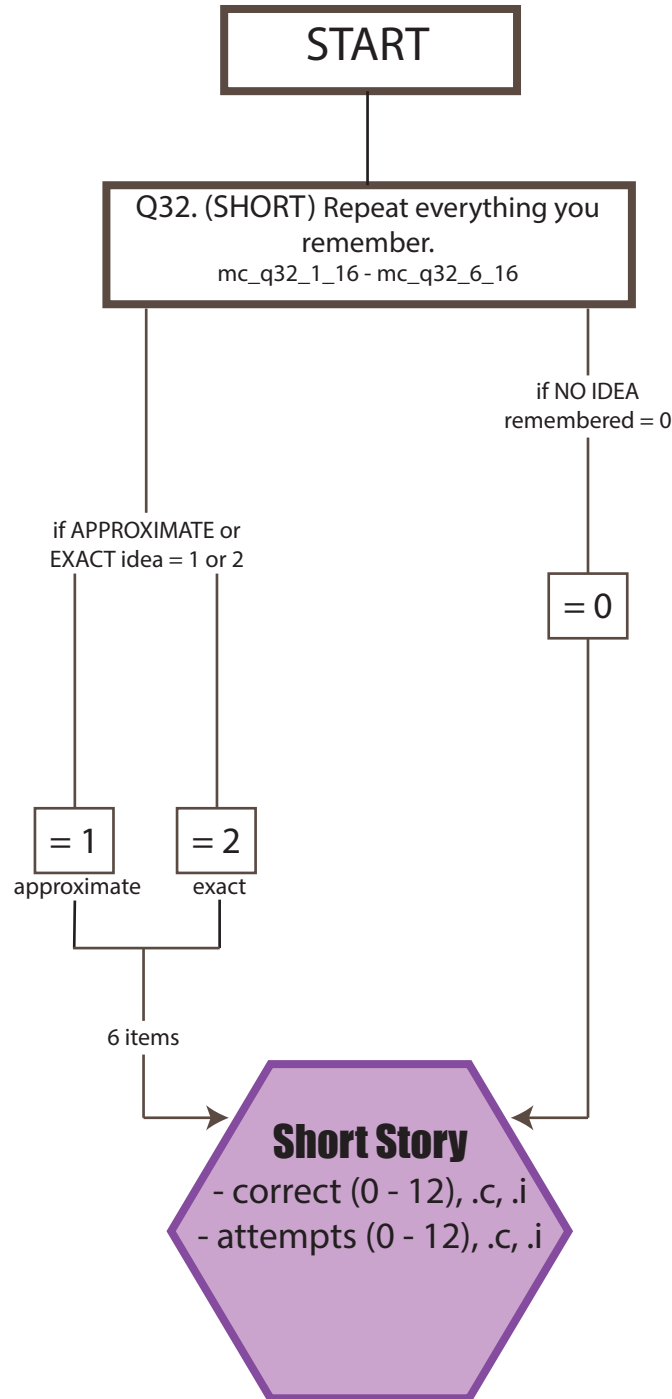 START
Q32. (SHORT) Repeat everything you
remember.
mc_q32_1_16 - mc_q32_6_16
if NO IDEA
remembered = 0
if APPROXIMATE or
EXACT idea = 1 or 2
= 0
= 1
= 2
approximate
exact
6 items
Short Story
- correct (0 - 12), .c, .i
- attempts (0 - 12), .c, .i